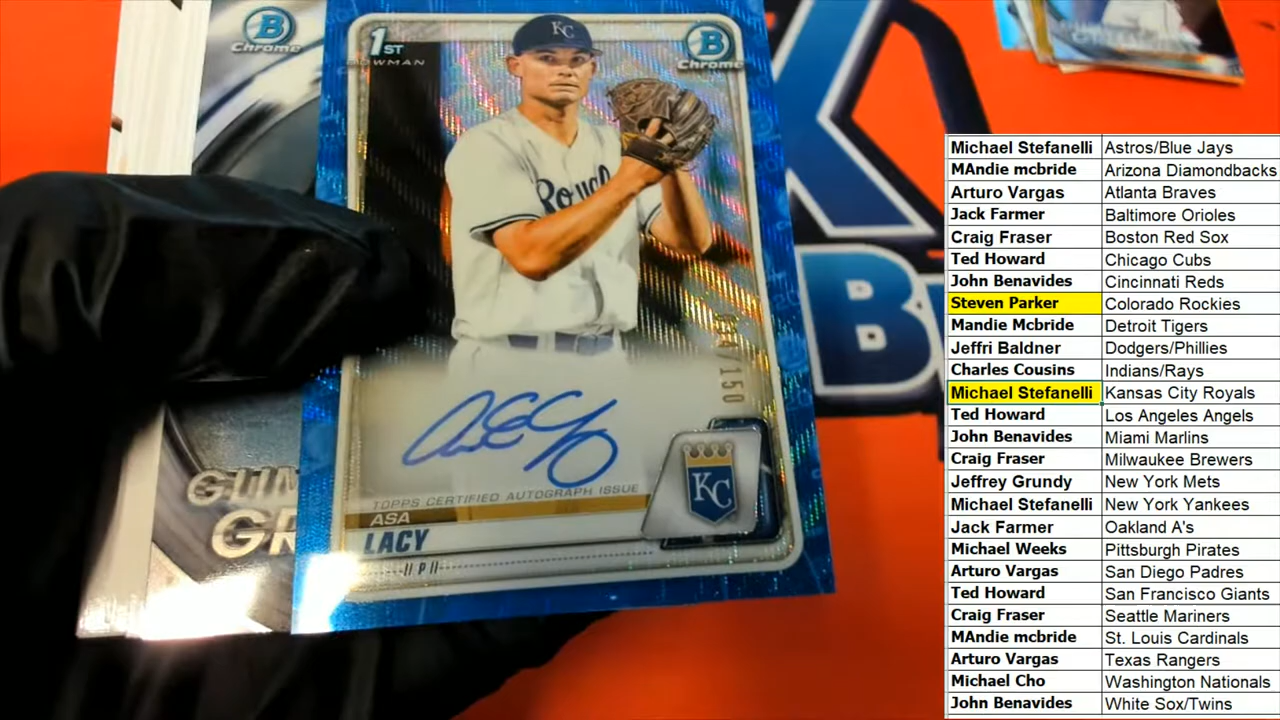 B
Chrome
1ST
BOWMAN
B
Chrome
KC
Royals
/150
TOPPS CERTIFIED AUTOGRAPH ISSUE
ASA
LACY
P
KC
B
Michael Stefanelli Astros/Blue Jays
MAndie mcbride Arizona Diamondbacks
Arturo Vargas Atlanta Braves
Jack Farmer Baltimore Orioles
Craig Fraser Boston Red Sox
Ted Howard Chicago Cubs
John Benavides Cincinnati Reds
Steven Parker Colorado Rockies
Mandie Mcbride Detroit Tigers
Jeffri Baldner Dodgers/Phillies
Charles Cousins Indians/Rays
Michael Stefanelli Kansas City Royals
Ted Howard Los Angeles Angels
John Benavides Miami Marlins
Craig Fraser Milwaukee Brewers
Jeffrey Grundy New York Mets
Michael Stefanelli New York Yankees
Jack Farmer Oakland A's
Michael Weeks Pittsburgh Pirates
Arturo Vargas San Diego Padres
Ted Howard San Francisco Giants
Craig Fraser Seattle Mariners
MAndie mcbride St. Louis Cardinals
Arturo Vargas Texas Rangers
Michael Cho Washington Nationals
John Benavides White Sox/Twins